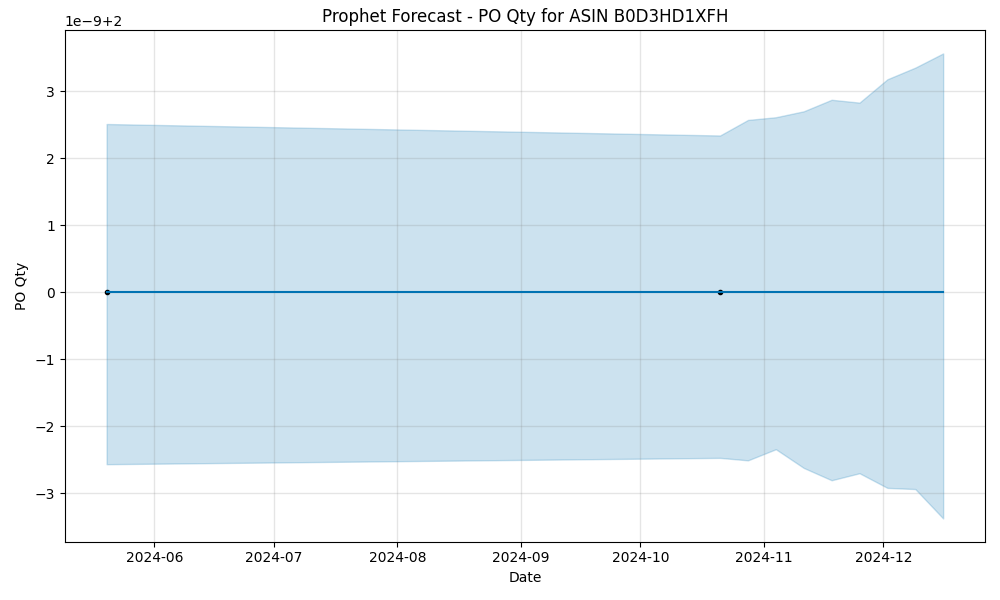 Prophet Forecast - PO Qty for ASIN B0D3HD1XFH
1e−9+2
3
2
1
0
−1
−2
−3
PO Qty
2024-06 2024-07 2024-08 2024-09 2024-10 2024-11 2024-12
Date